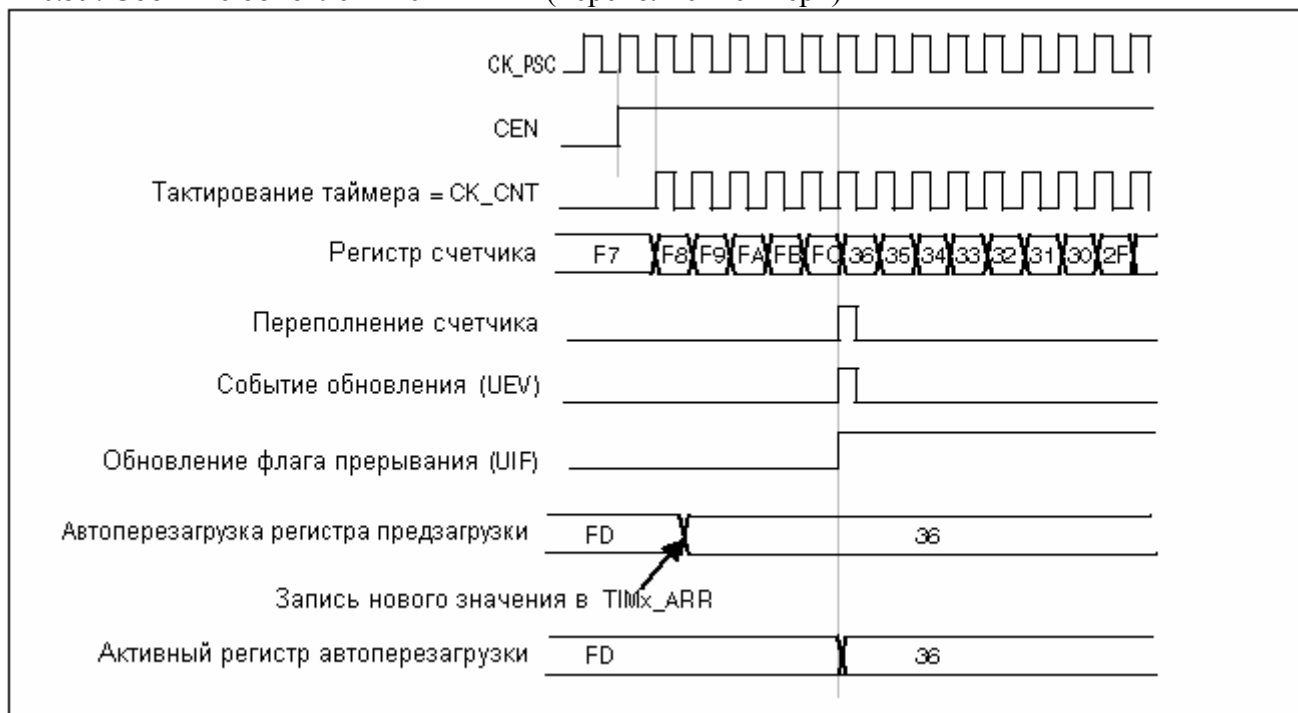 CK_PSC
CEN
Тактирование таймера = CK_CNT
Регистр счетчика F7 F8 F9 FA FB FC 36 35 34 33 32 31 30 2F
Переполнение счетчика
Событие обновления (UEV)
Обновление флага прерывания (UIF)
Автоперезагрузка регистра предзагрузки FD 36
Запись нового значения в TIMx_ARR
Активный регистр автоперезагрузки FD 36